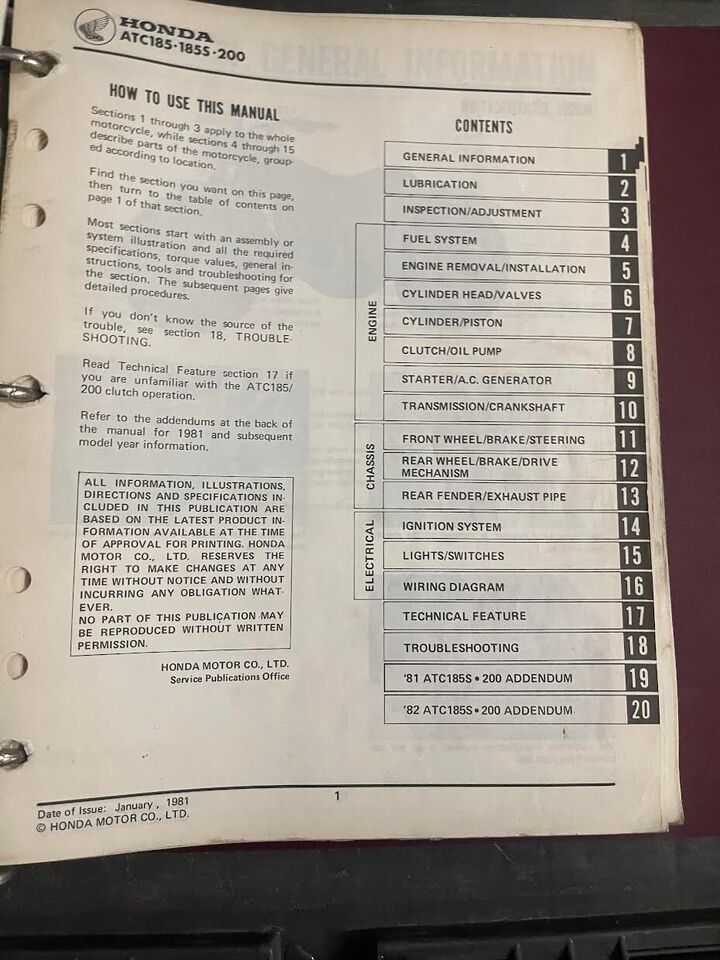 HONDA
ATC185·185S·200
HOW TO USE THIS MANUAL
Sections 1 through 3 apply to the whole
motorcycle, while sections 4 through 15
describe parts of the motorcycle, group-
ed according to location.
Find the section you want on this page,
then turn to the table of contents on
page 1 of that section.
Most sections start with an assembly or
system illustration and all the required
specifications, torque values, general in-
structions, tools and troubleshooting for
the section. The subsequent pages give
detailed procedures.
If you don't know the source of the
trouble, see section 18, TROUBLE-
SHOOTING.
Read Technical Feature section 17 if
you are unfamiliar with the ATC185/
200 clutch operation.
Refer to the addendums at the back of
the manual for 1981 and subsequent
model year information.
ALL INFORMATION, ILLUSTRATIONS,
DIRECTIONS AND SPECIFICATIONS IN-
CLUDED IN THIS PUBLICATION ARE
BASED ON THE LATEST PRODUCT IN-
FORMATION AVAILABLE AT THE TIME
OF APPROVAL FOR PRINTING. HONDA
MOTOR CO., LTD. RESERVES THE
RIGHT TO MAKE CHANGES AT ANY
TIME WITHOUT NOTICE AND WITHOUT
INCURRING ANY OBLIGATION WHAT-
EVER.
NO PART OF THIS PUBLICATION MAY
BE REPRODUCED WITHOUT WRITTEN
PERMISSION.
HONDA MOTOR CO., LTD.
Service Publications Office
CONTENTS
GENERAL INFORMATION 1
LUBRICATION 2
INSPECTION/ADJUSTMENT 3
ENGINE
FUEL SYSTEM 4
ENGINE REMOVAL/INSTALLATION 5
CYLINDER HEAD/VALVES 6
CYLINDER/PISTON 7
CLUTCH/OIL PUMP 8
STARTER/A.C. GENERATOR 9
TRANSMISSION/CRANKSHAFT 10
CHASSIS
FRONT WHEEL/BRAKE/STEERING 11
REAR WHEEL/BRAKE/DRIVE
MECHANISM 12
REAR FENDER/EXHAUST PIPE 13
ELECTRICAL
IGNITION SYSTEM 14
LIGHTS/SWITCHES 15
WIRING DIAGRAM 16
TECHNICAL FEATURE 17
TROUBLESHOOTING 18
'81 ATC185S•200 ADDENDUM 19
'82 ATC185S•200 ADDENDUM 20
Date of Issue: January, 1981
© HONDA MOTOR CO., LTD.
1